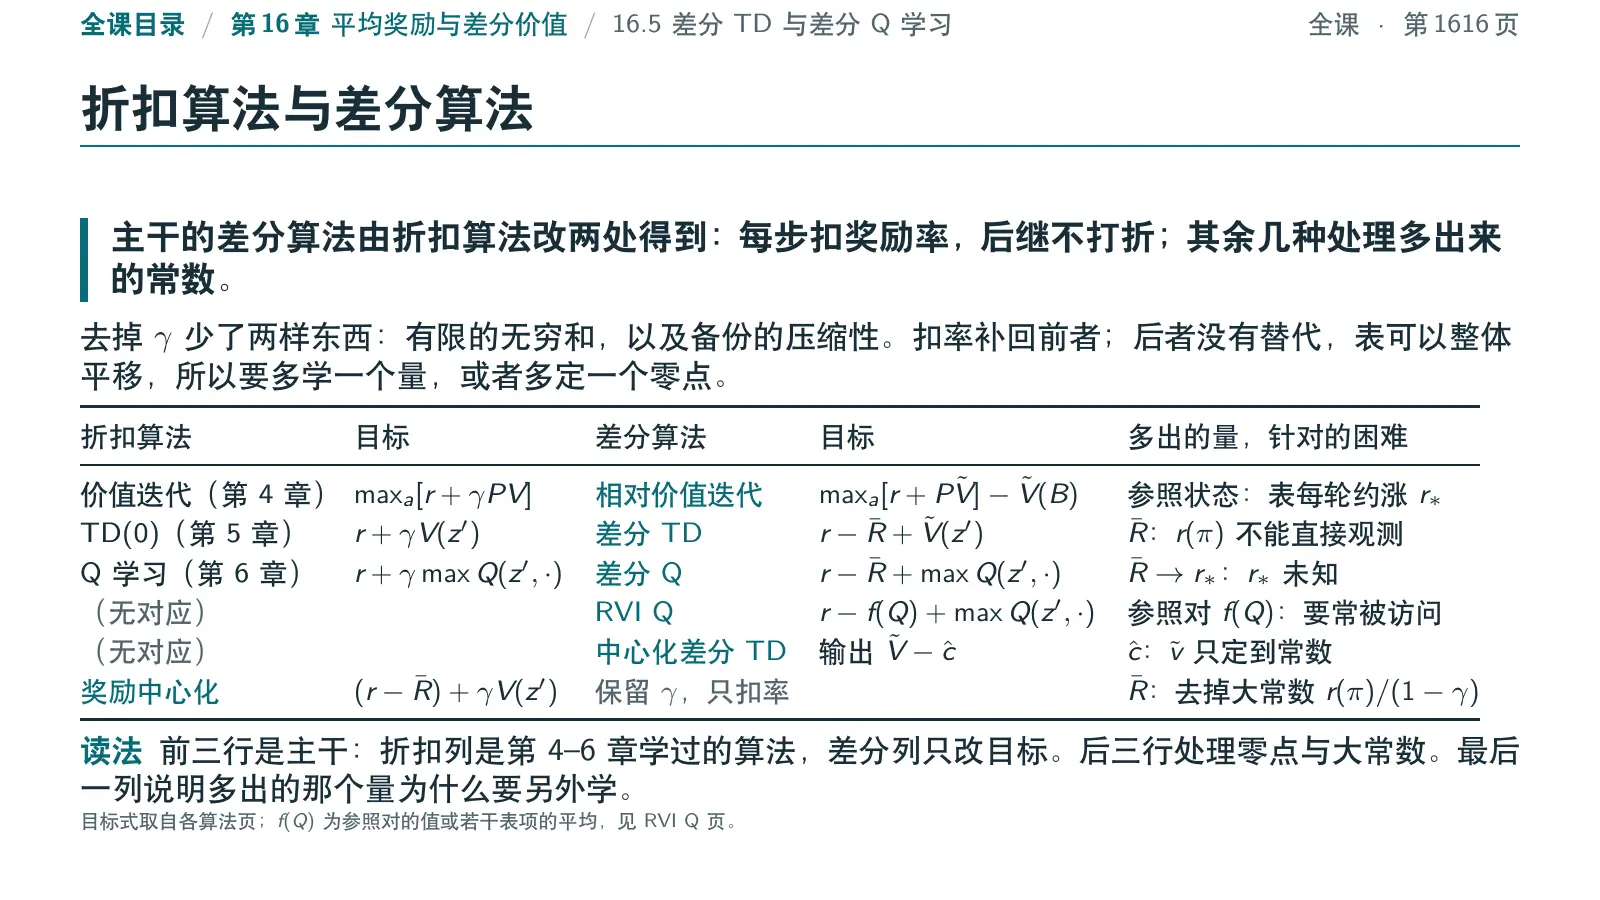 全课目录 / 第16章 平均奖励与差分价值 / 16.5 差分 TD 与差分 Q 学习 全课 · 第1616页
折扣算法与差分算法
主干的差分算法由折扣算法改两处得到：每步扣奖励率，后继不打折；其余几种处理多出来
的常数。
去掉 γ 少了两样东西：有限的无穷和，以及备份的压缩性。扣率补回前者；后者没有替代，表可以整体
平移，所以要多学一个量，或者多定一个零点。
折扣算法 目标 差分算法 目标 多出的量，针对的困难
价值迭代（第 4 章） maxₐ[r + γPV] 相对价值迭代 maxₐ[r + PṼ] − Ṽ(B) 参照状态：表每轮约涨 r∗
TD(0)（第 5 章） r + γV(z′) 差分 TD r − R̄ + Ṽ(z′) R̄：r(π) 不能直接观测
Q 学习（第 6 章） r + γ max Q(z′, ·) 差分 Q r − R̄ + max Q(z′, ·) R̄ → r∗：r∗ 未知
（无对应） RVI Q r − f(Q) + max Q(z′, ·) 参照对 f(Q)：要常被访问
（无对应） 中心化差分 TD 输出 Ṽ − ĉ ĉ：ṽ 只定到常数
奖励中心化 (r − R̄) + γV(z′) 保留 γ，只扣率 R̄：去掉大常数 r(π)/(1 − γ)
读法 前三行是主干：折扣列是第 4–6 章学过的算法，差分列只改目标。后三行处理零点与大常数。最后
一列说明多出的那个量为什么要另外学。
目标式取自各算法页；f(Q) 为参照对的值或若干表项的平均，见 RVI Q 页。